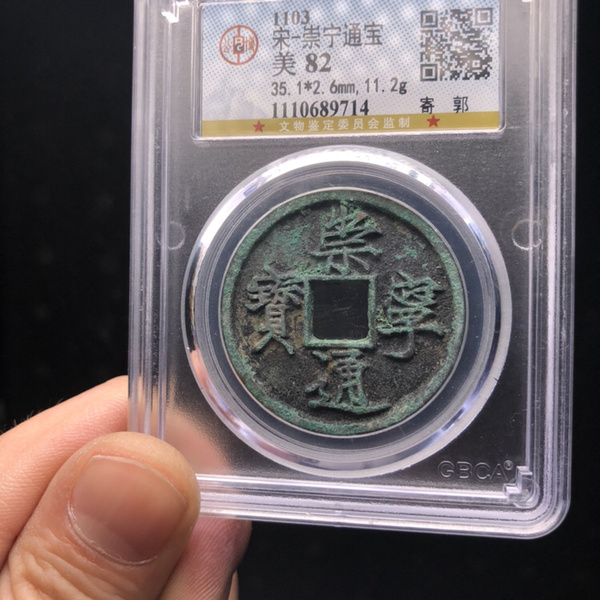 1103
宋-崇宁通宝
美 82
35.1*2.6mm,11.2g
1110689714 寄 郭
★ 文物鉴定委员会监制 ★
崇寧通寳
GBCA®